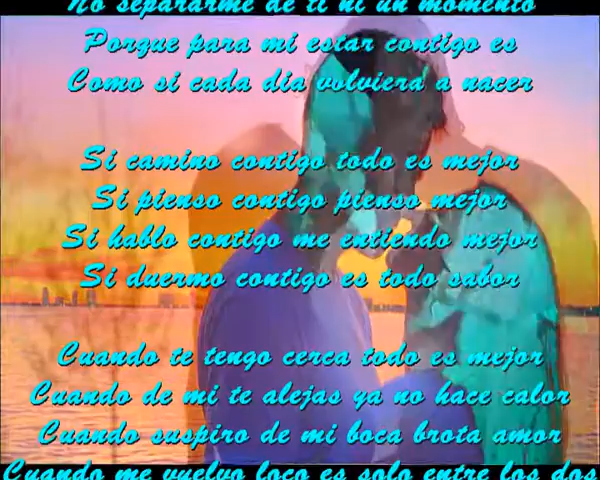 No separarme de ti ni un momento
Porque para mi estar contigo es
Como si cada dia volviera a nacer
Si camino contigo todo es mejor
Si pienso contigo pienso mejor
Si hablo contigo me entiendo mejor
Si duermo contigo es todo sabor
Cuando te tengo cerca todo es mejor
Cuando de mi te alejas ya no hace calor
Cuando suspiro de mi boca brota amor
Cuando me vuelvo loco es solo entre los dos